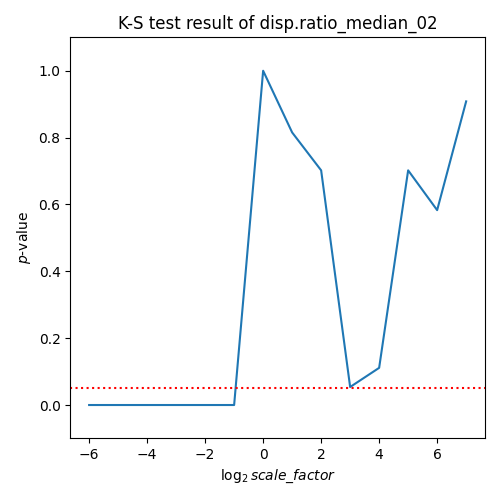 K-S test result of disp.ratio_median_02
1.0
0.8
0.6
0.4
0.2
0.0
p-value
−6 −4 −2 0 2 4 6
log₂ scale_factor